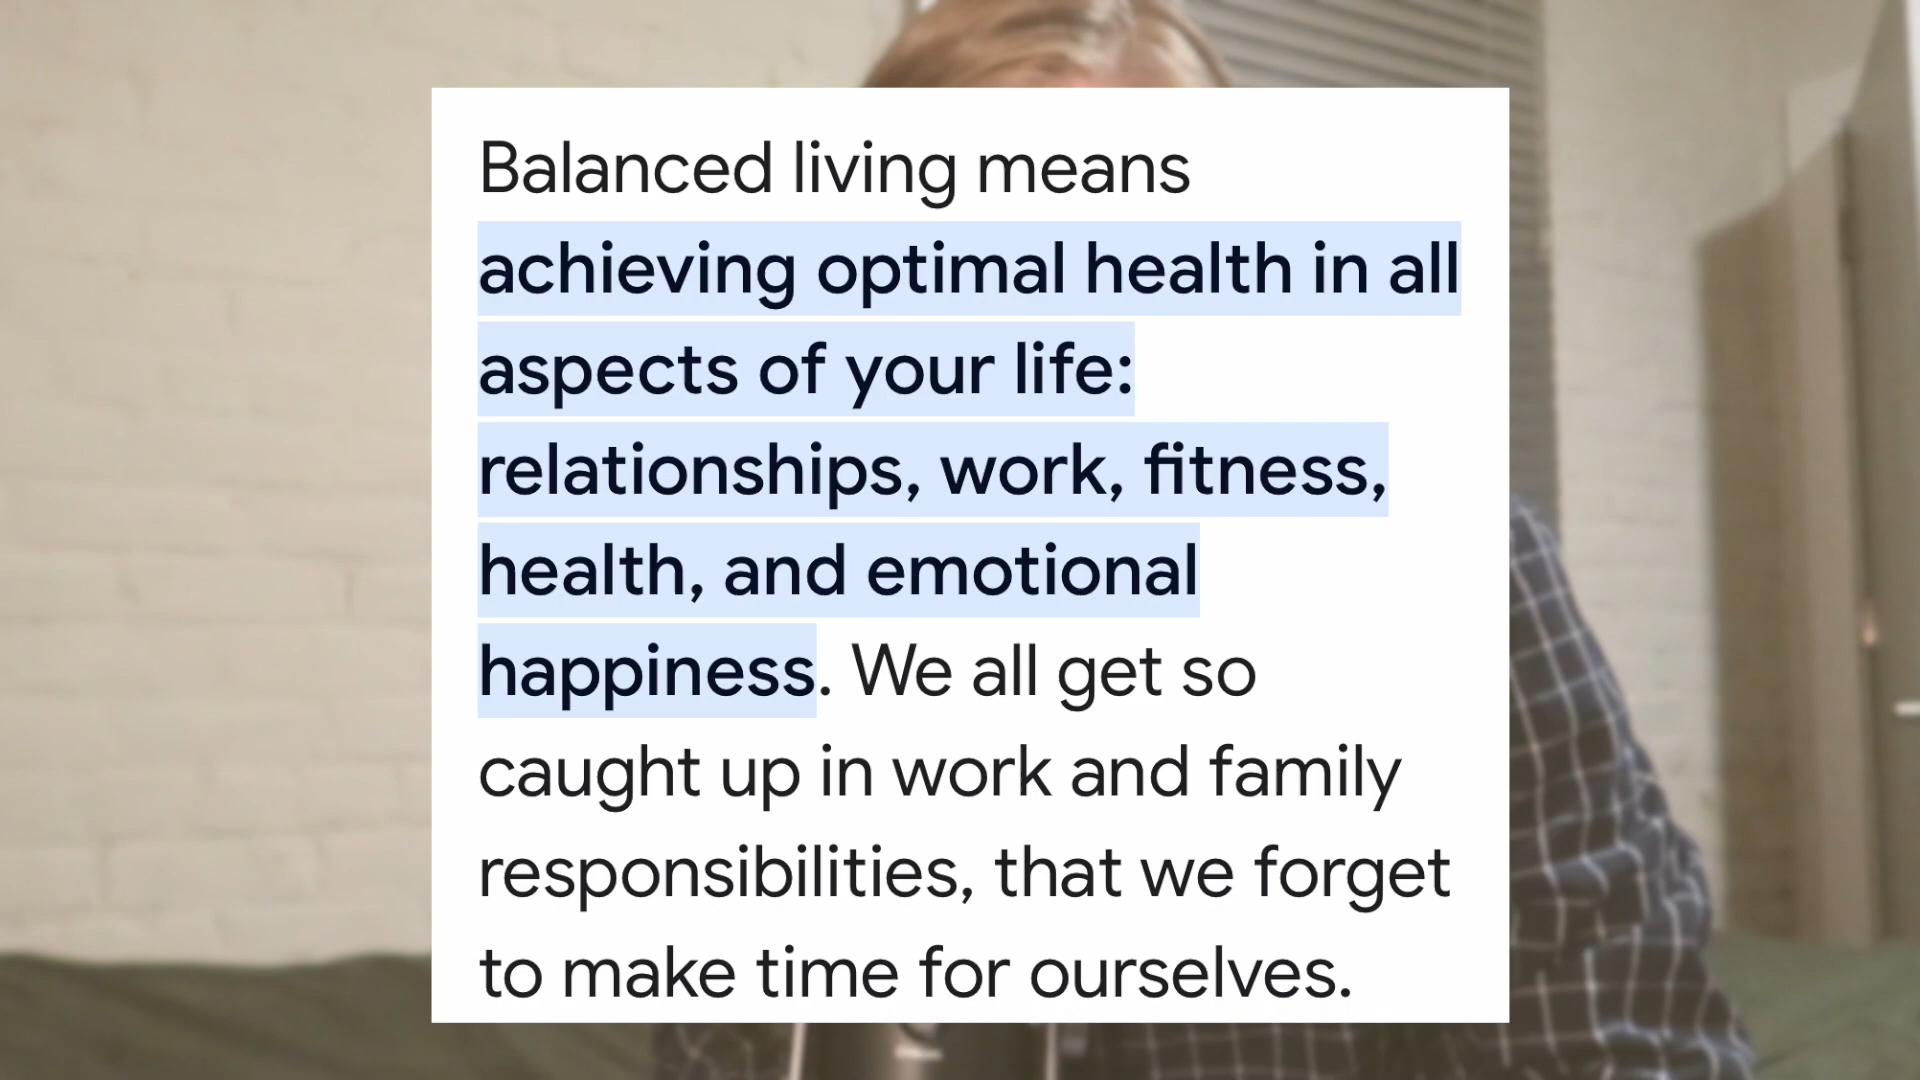 Balanced living means
achieving optimal health in all
aspects of your life:
relationships, work, fitness,
health, and emotional
happiness. We all get so
caught up in work and family
responsibilities, that we forget
to make time for ourselves.